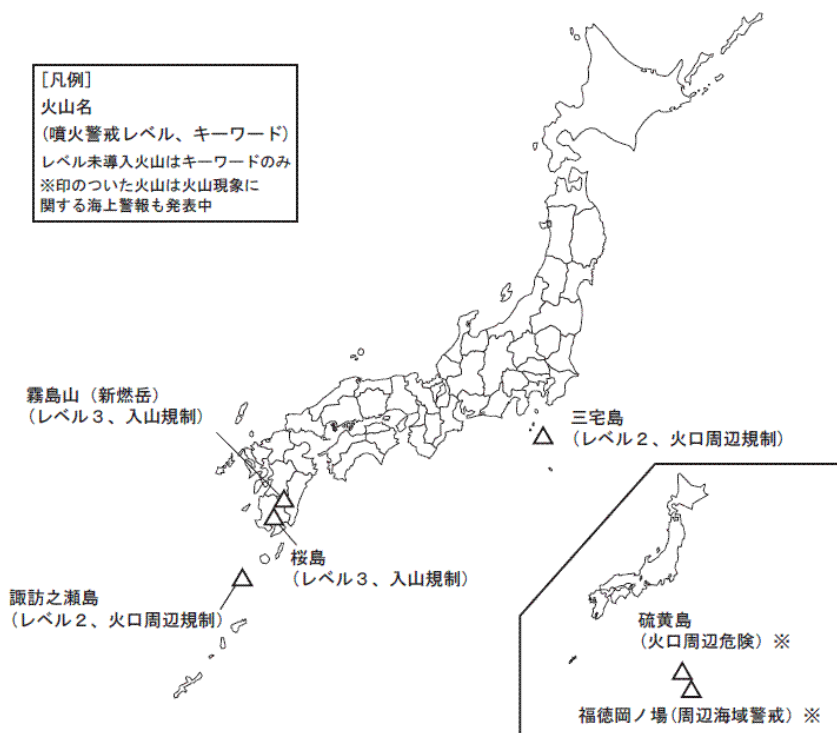 [凡例]
火山名
(噴火警戒レベル、キーワード)
レベル未導入火山はキーワードのみ
※印のついた火山は火山現象に
関する海上警報も発表中
霧島山（新燃岳）
(レベル３、入山規制)
三宅島
(レベル２、火口周辺規制)
桜島
(レベル３、入山規制)
諏訪之瀬島
(レベル２、火口周辺規制)
硫黄島
(火口周辺危険) ※
福徳岡ノ場(周辺海域警戒) ※